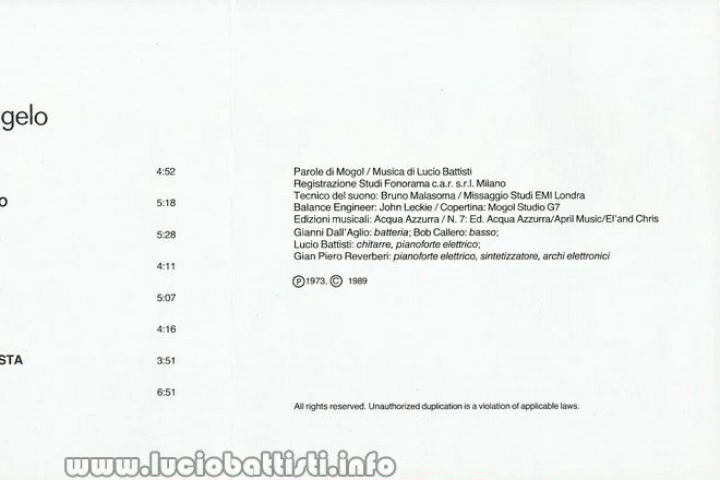 gelo
4:52
O
5:18
5:28
4:11
5:07
4:16
STA
3:51
6:51
Parole di Mogol / Musica di Lucio Battisti
Registrazione Studi Fonorama c.a.r. s.r.l. Milano
Tecnico del suono: Bruno Malasoma / Missaggio Studi EMI Londra
Balance Engineer: John Leckie / Copertina: Mogol Studio G7
Edizioni musicali: Acqua Azzurra / N. 7: Ed. Acqua Azzurra/April Music/El'and Chris
Gianni Dall'Aglio: batteria; Bob Callero: basso;
Lucio Battisti: chitarre, pianoforte elettrico;
Gian Piero Reverberi: pianoforte elettrico, sintetizzatore, archi elettronici
Ⓟ1973, © 1989
All rights reserved. Unauthorized duplication is a violation of applicable laws.
www.luciobattisti.info